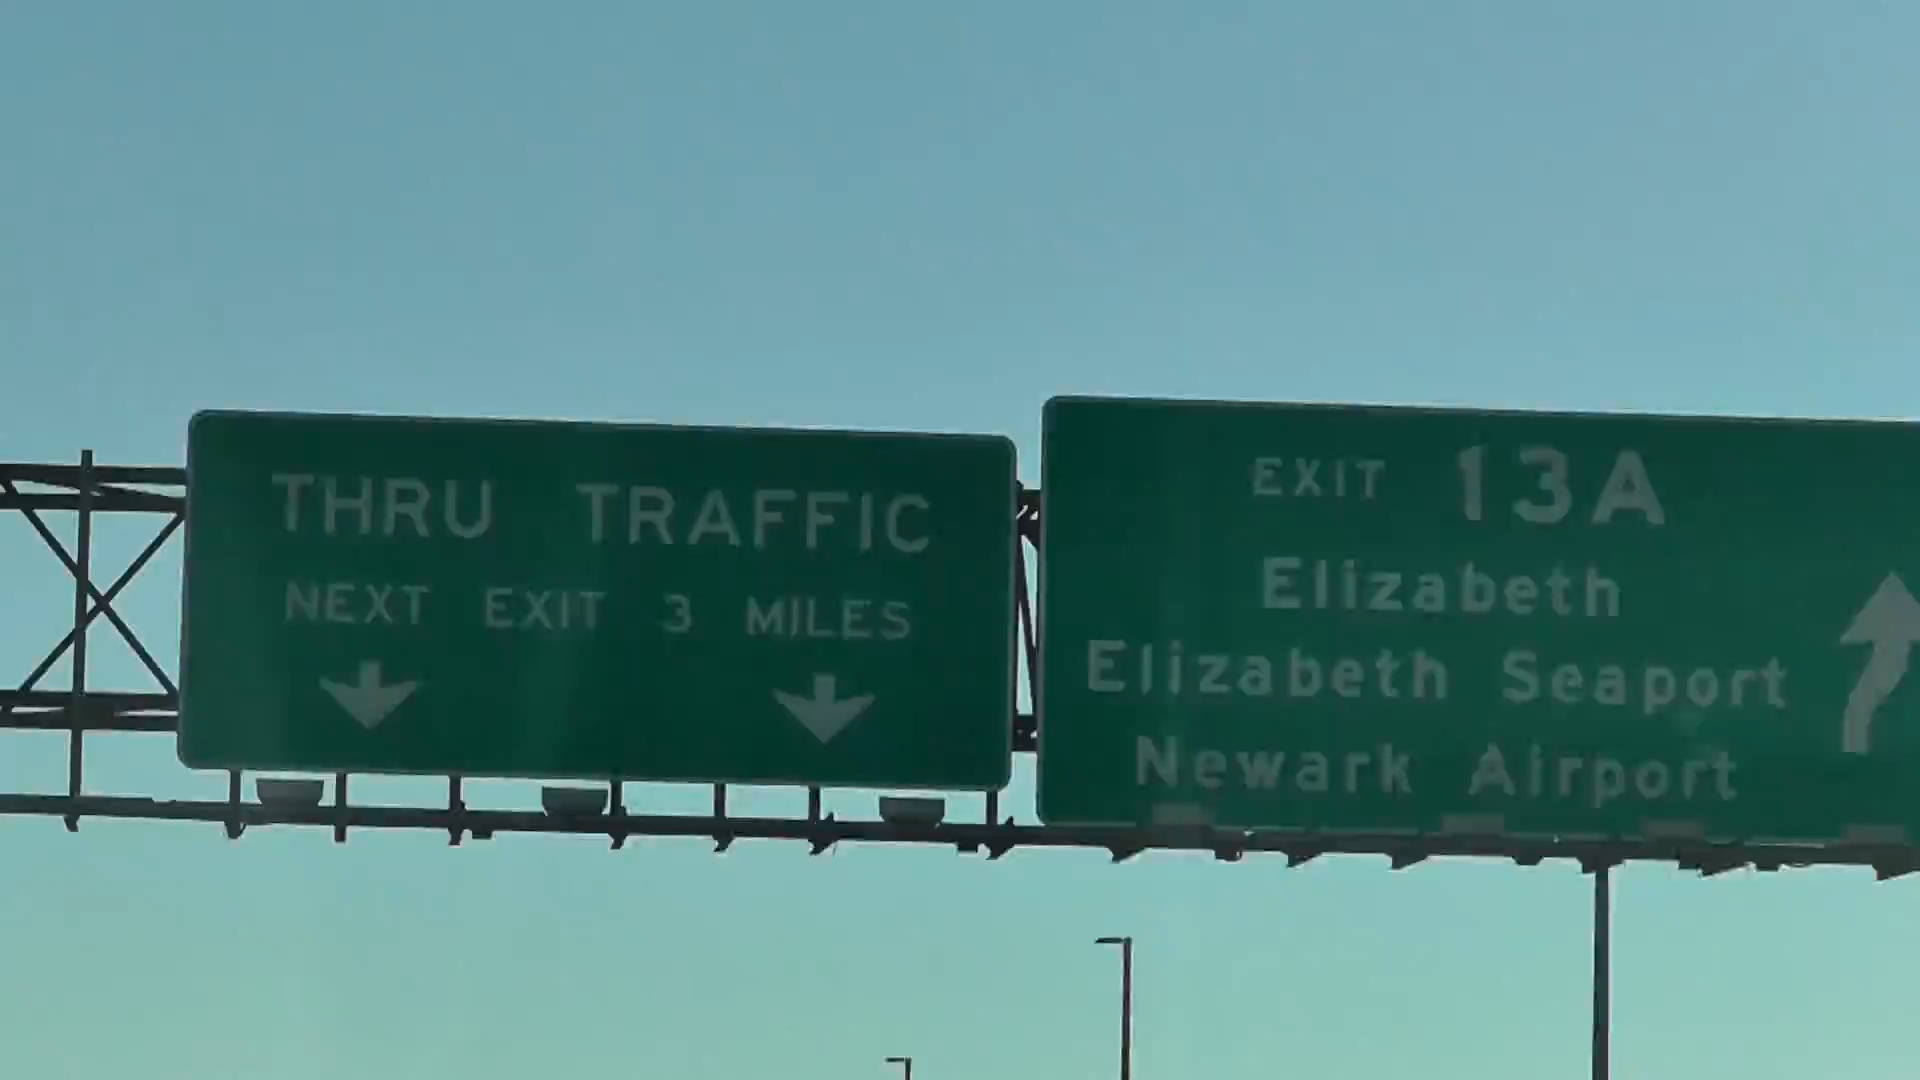 THRU TRAFFIC
NEXT EXIT 3 MILES
EXIT 13A
Elizabeth
Elizabeth Seaport
Newark Airport